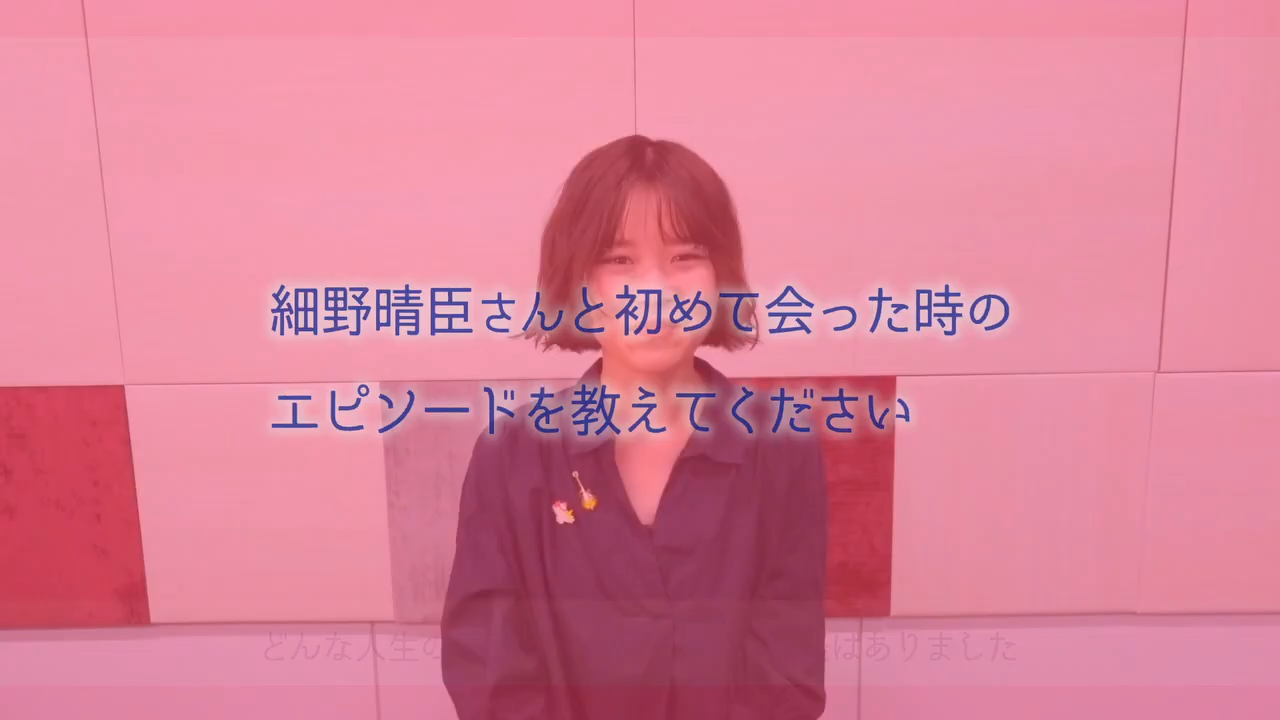 細野晴臣さんと初めて会った時の
エピソードを教えてください
どんな人生の
はありました